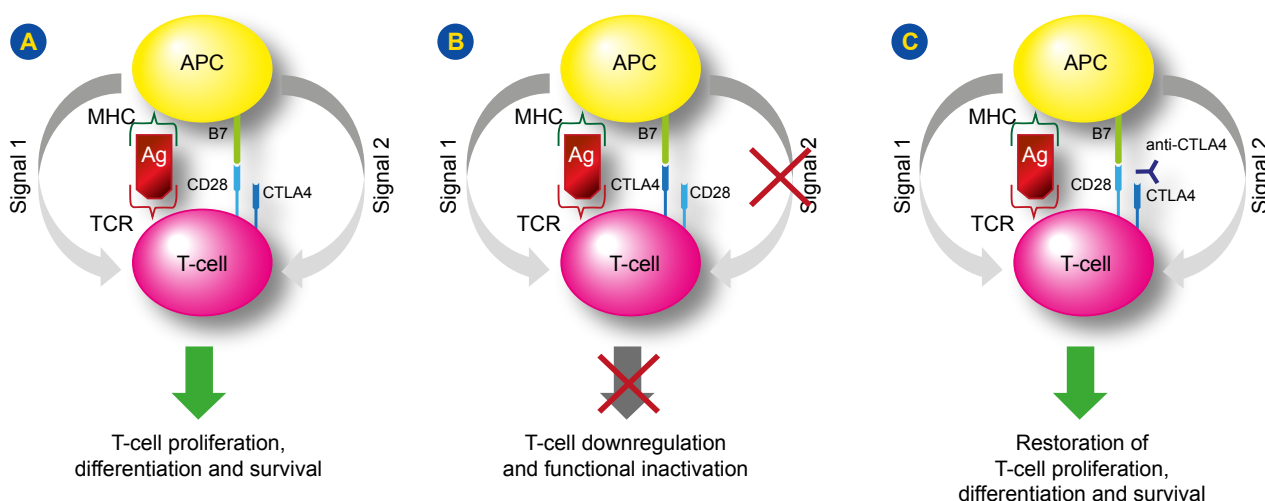 A
APC
MHC
B7
Ag
Signal 1
Signal 2
CD28
CTLA4
TCR
T-cell
T-cell proliferation,
differentiation and survival
B
APC
MHC
B7
Ag
Signal 1
Signal 2
CTLA4
CD28
TCR
T-cell
T-cell downregulation
and functional inactivation
C
APC
MHC
B7
anti-CTLA4
Ag
Signal 1
Signal 2
CD28
CTLA4
TCR
T-cell
Restoration of
T-cell proliferation,
differentiation and survival